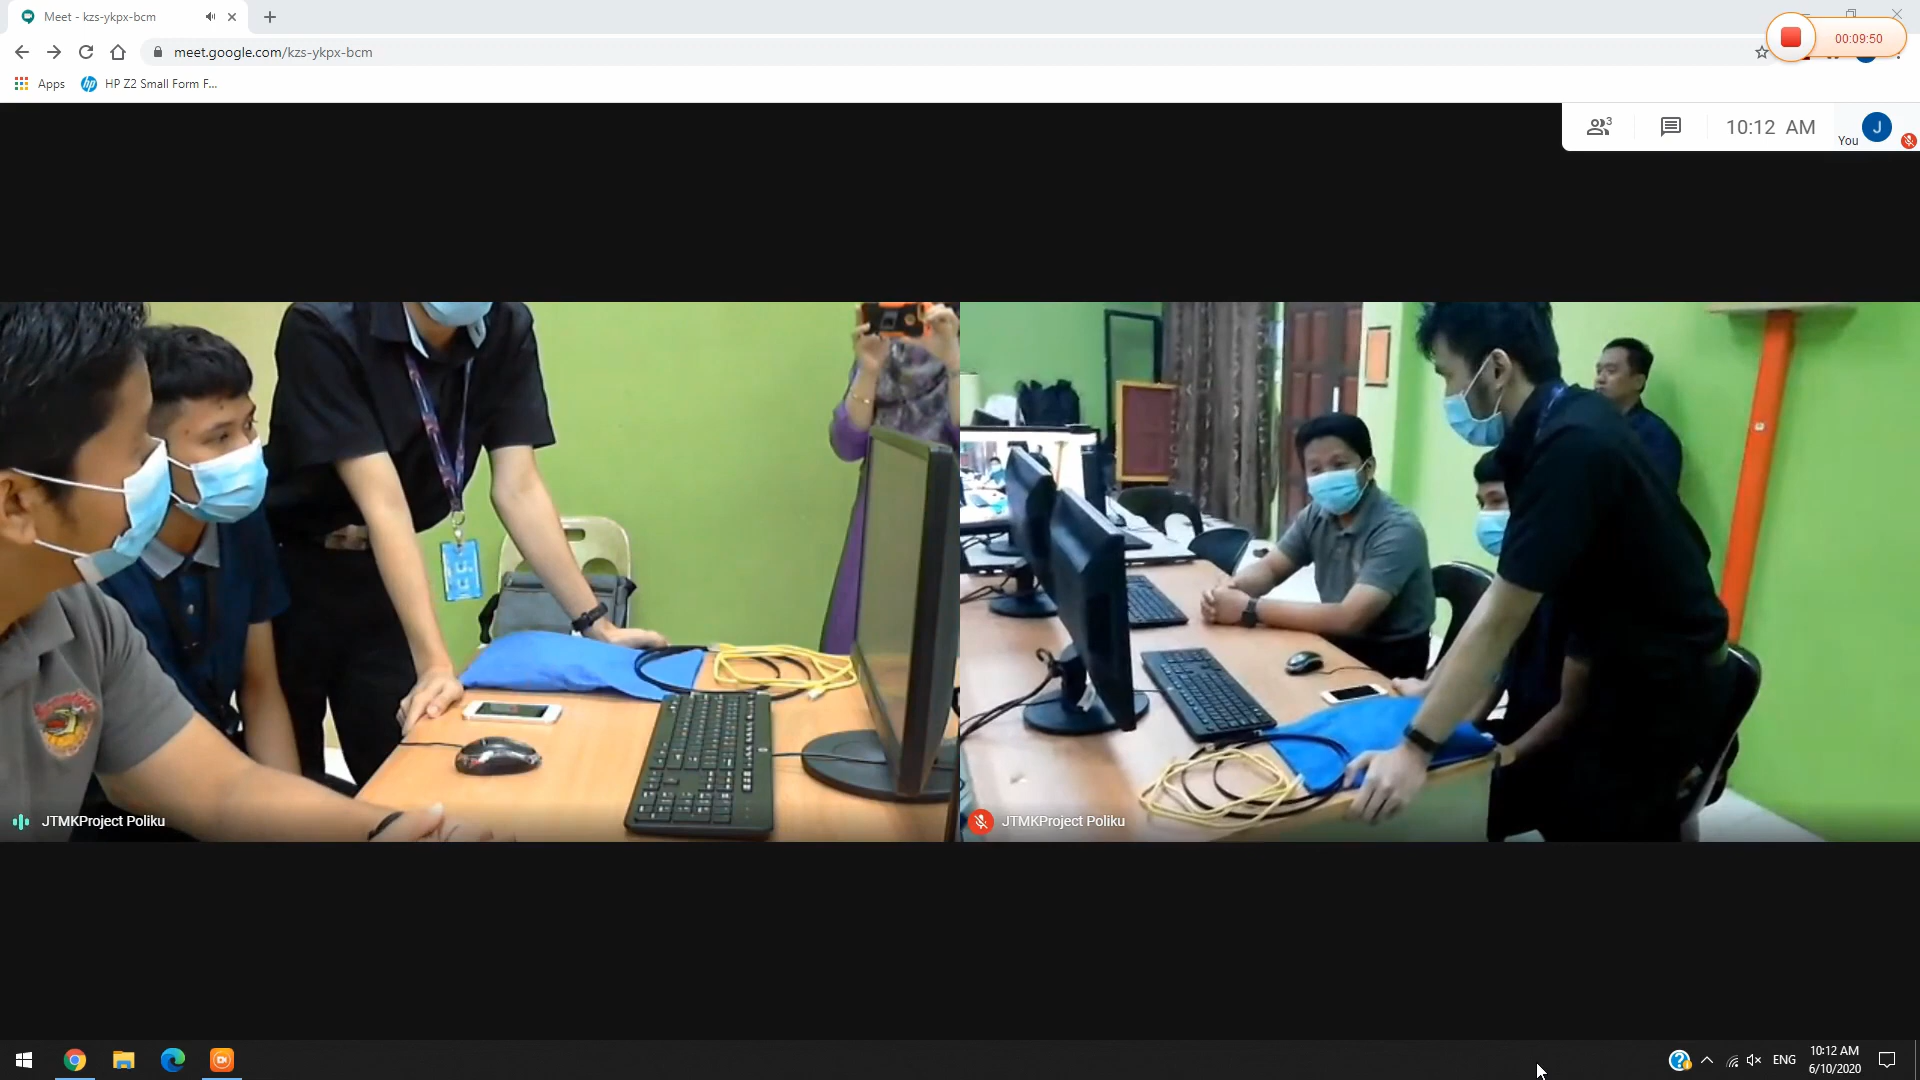 Meet - kzs-ykpx-bcm
meet.google.com/kzs-ykpx-bcm
00:09:50
Apps
HP Z2 Small Form F...
3
10:12 AM
You
J
JTMKProject Poliku
JTMKProject Poliku
ENG
10:12 AM
6/10/2020